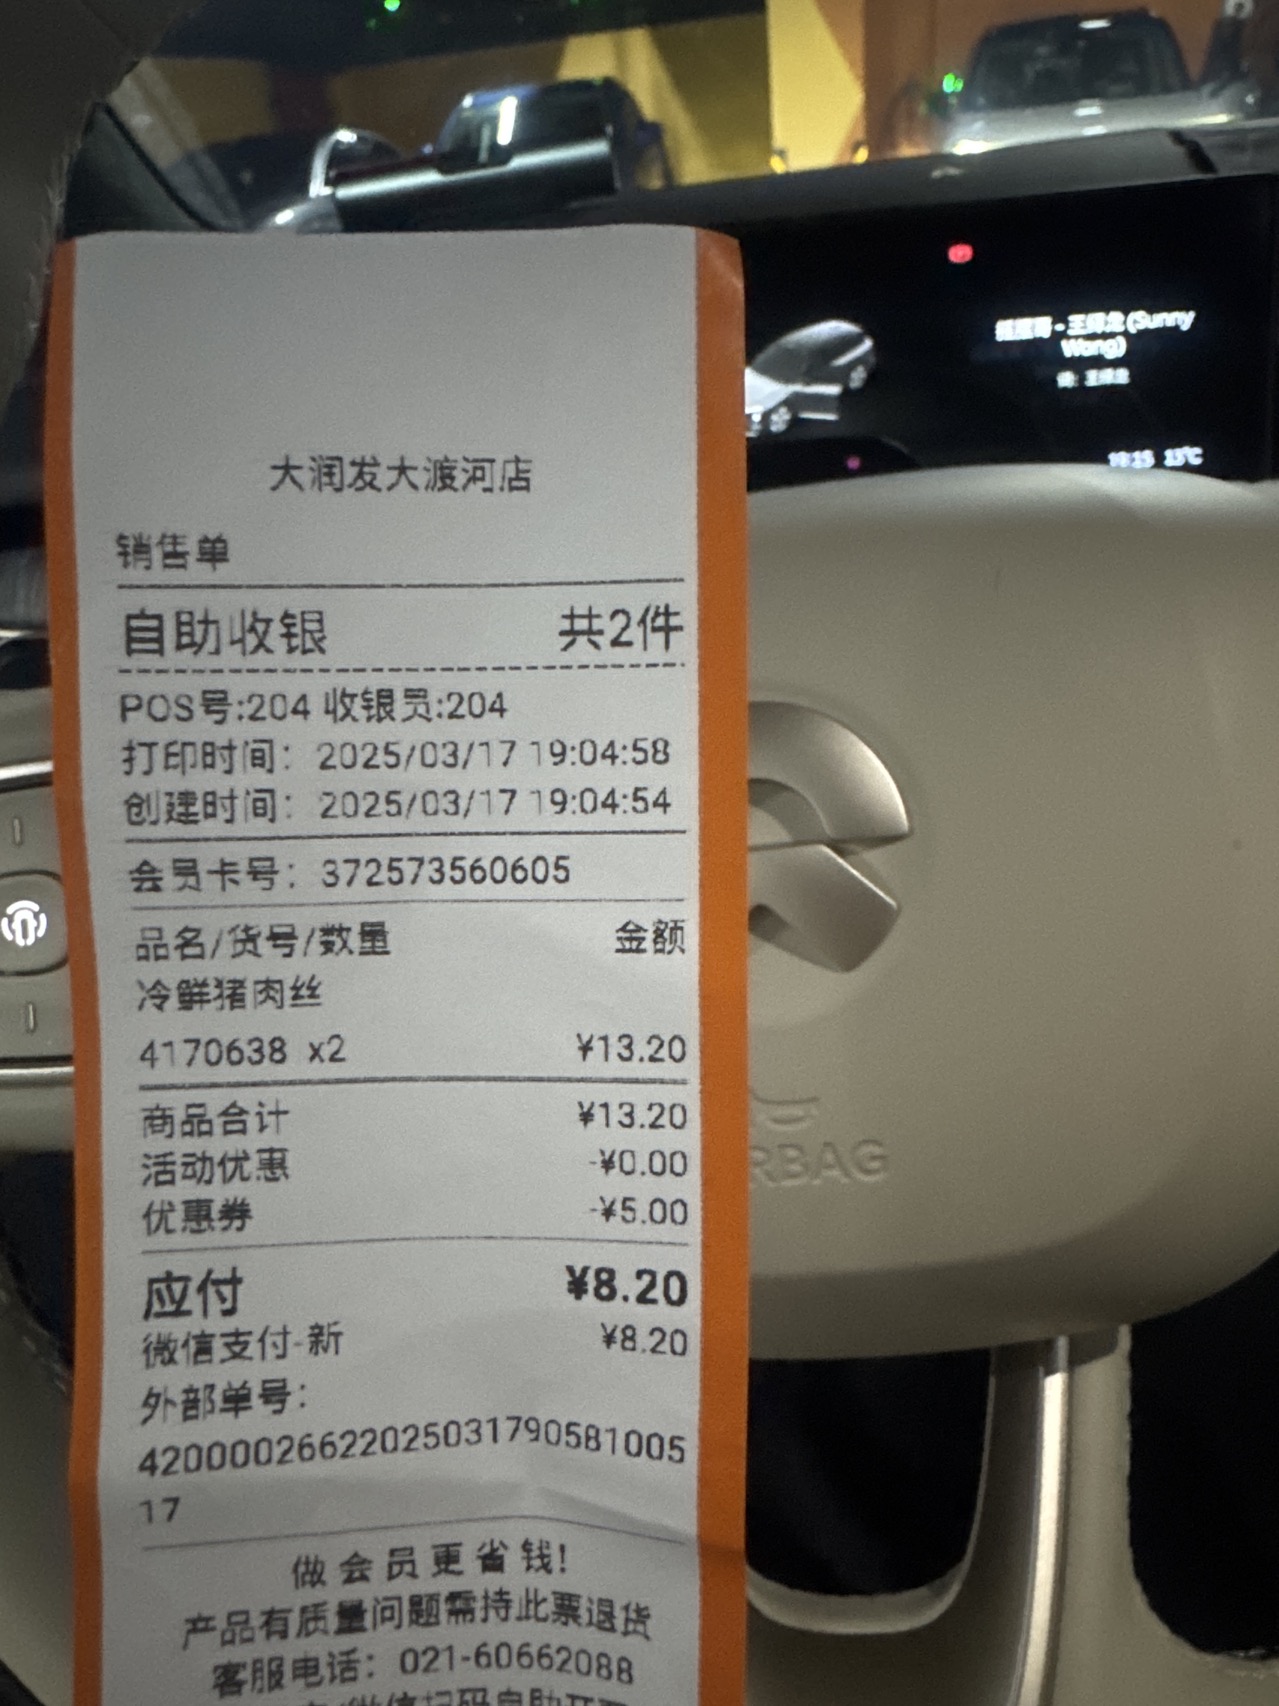 大润发大渡河店
销售单
自助收银 共2件
POS号:204 收银员:204
打印时间: 2025/03/17 19:04:58
创建时间: 2025/03/17 19:04:54
会员卡号: 372573560605
品名/货号/数量 金额
冷鲜猪肉丝
4170638 x2 ¥13.20
商品合计 ¥13.20
活动优惠 -¥0.00
优惠券 -¥5.00
应付 ¥8.20
微信支付-新 ¥8.20
外部单号:
42000026622025031790581005
17
做会员更省钱!
产品有质量问题需持此票退货
客服电话: 021-60662088
(Sunny
Wang)
13℃
RBAG